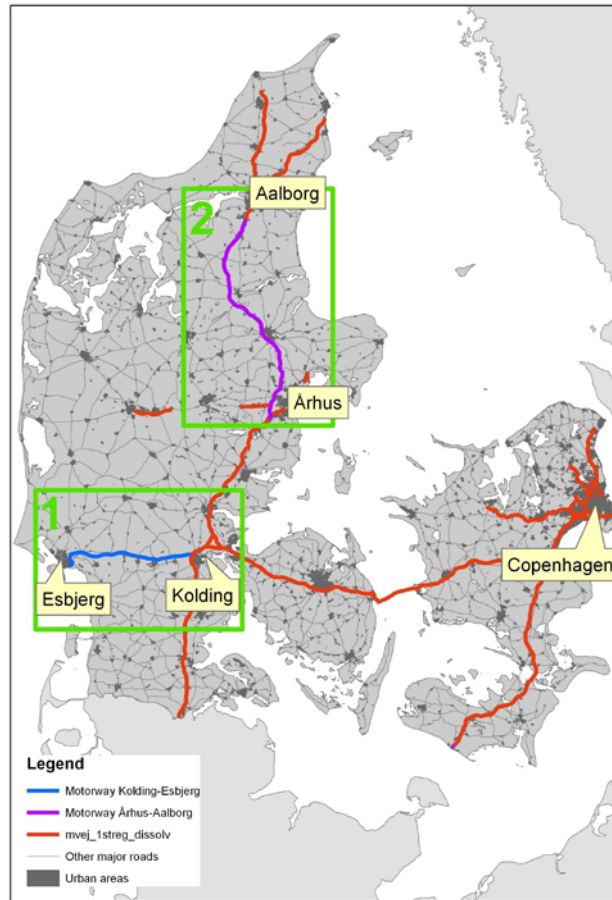 Aalborg
2
Århus
1
Esbjerg
Kolding
Copenhagen
Legend
Motorway Kolding-Esbjerg
Motorway Århus-Aalborg
mvej_1streg_dissolv
Other major roads
Urban areas